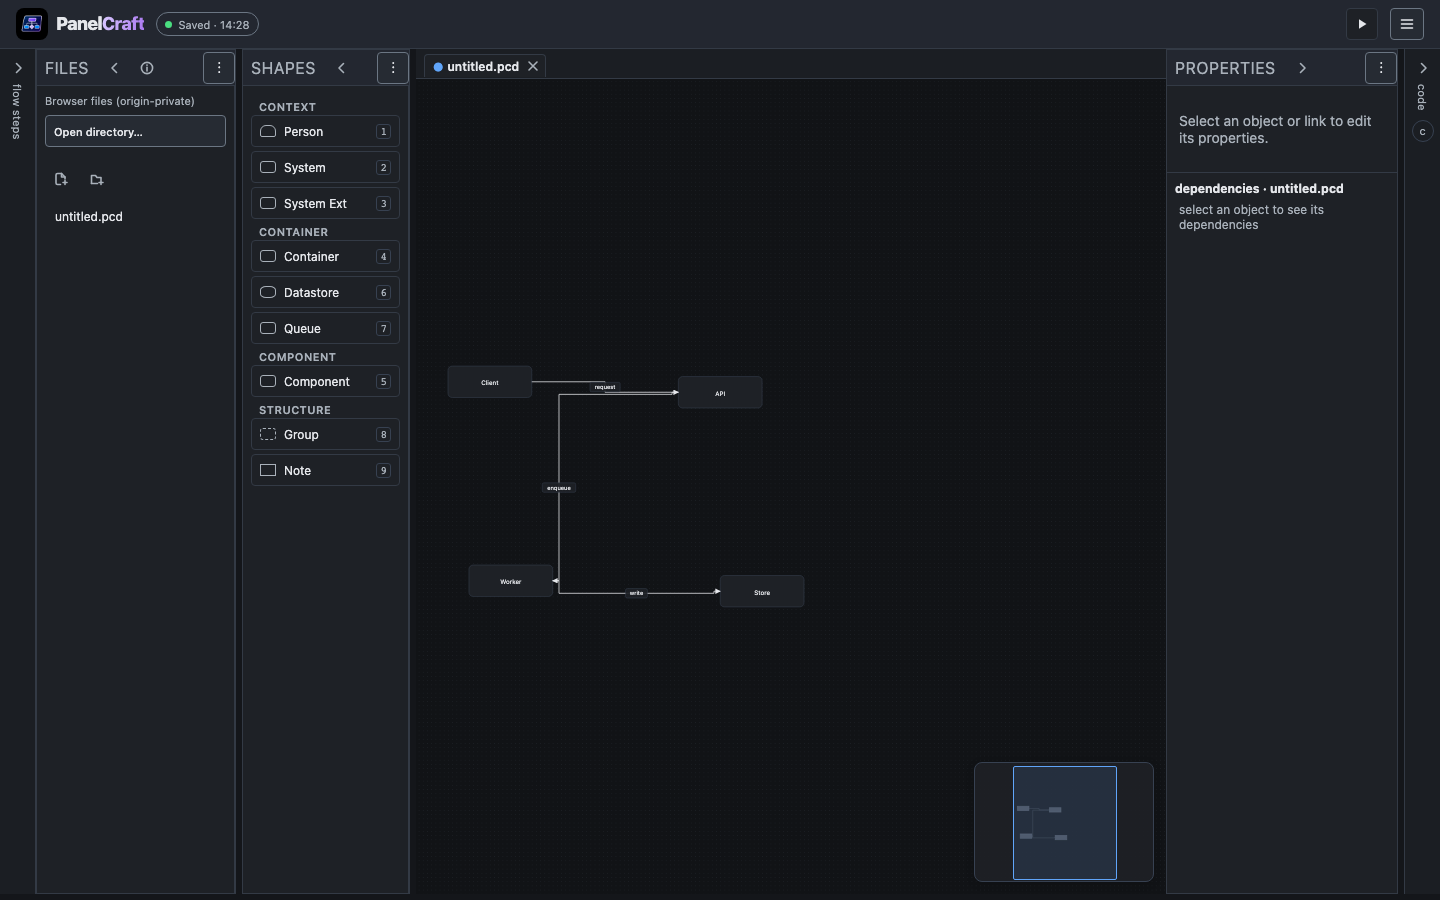 PanelCraft
Saved · 14:28
flow steps
FILES
Browser files (origin-private)
Open directory...
untitled.pcd
SHAPES
CONTEXT
Person 1
System 2
System Ext 3
CONTAINER
Container 4
Datastore 6
Queue 7
COMPONENT
Component 5
STRUCTURE
Group 8
Note 9
untitled.pcd
Client
request
API
enqueue
Worker
write
Store
PROPERTIES
Select an object or link to edit
its properties.
dependencies · untitled.pcd
select an object to see its
dependencies
code
c